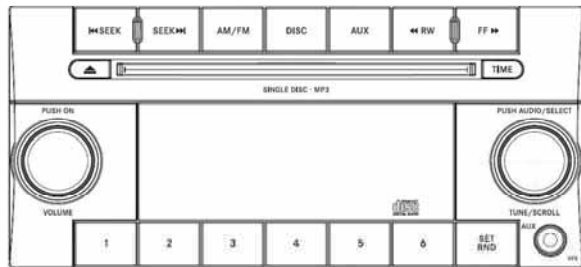 SEEK SEEK AM/FM DISC AUX RW FF
TIME
SINGLE DISC · MP3
PUSH ON PUSH AUDIO/SELECT
disc
VOLUME TUNE/SCROLL
1 2 3 4 5 6 SET RND AUX